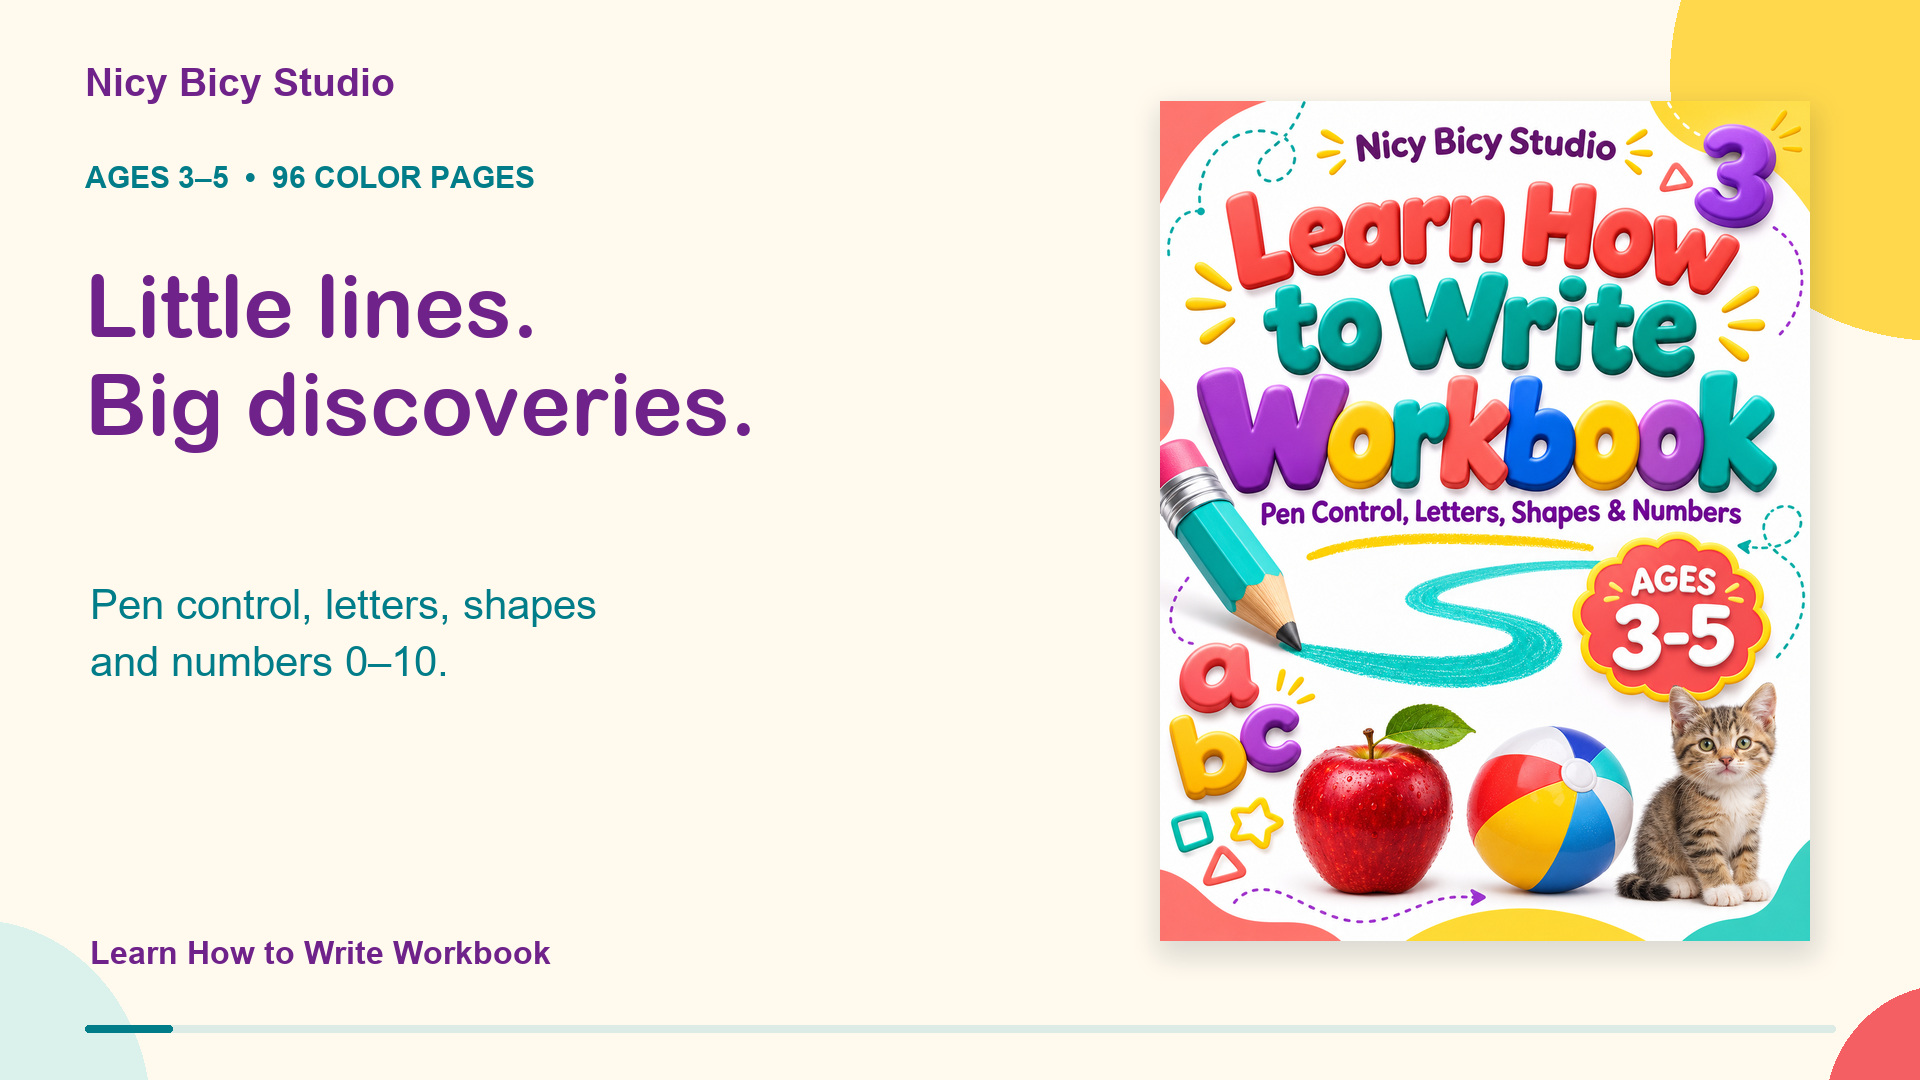 Nicy Bicy Studio
AGES 3–5 • 96 COLOR PAGES
Little lines.
Big discoveries.
Pen control, letters, shapes
and numbers 0–10.
Learn How to Write Workbook
Nicy Bicy Studio
3
Learn How
to Write
Workbook
Pen Control, Letters, Shapes & Numbers
AGES
3-5
a
b c